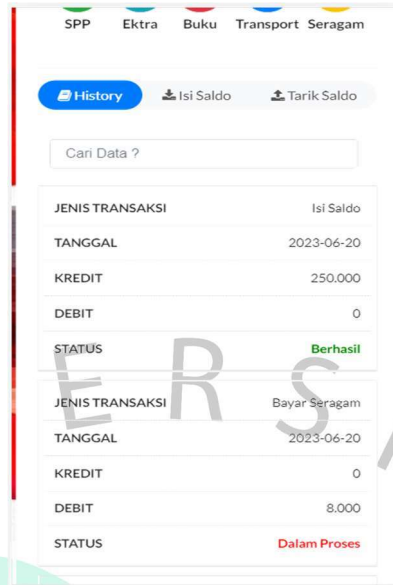 SPP Ektra Buku Transport Seragam
History Isi Saldo Tarik Saldo
Cari Data ?
JENIS TRANSAKSI Isi Saldo
TANGGAL 2023-06-20
KREDIT 250.000
DEBIT 0
STATUS Berhasil
JENIS TRANSAKSI Bayar Seragam
TANGGAL 2023-06-20
KREDIT 0
DEBIT 8.000
STATUS Dalam Proses
E R S